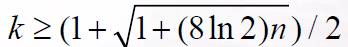 k ≥ (1+√(1+(8 ln 2)n)) / 2